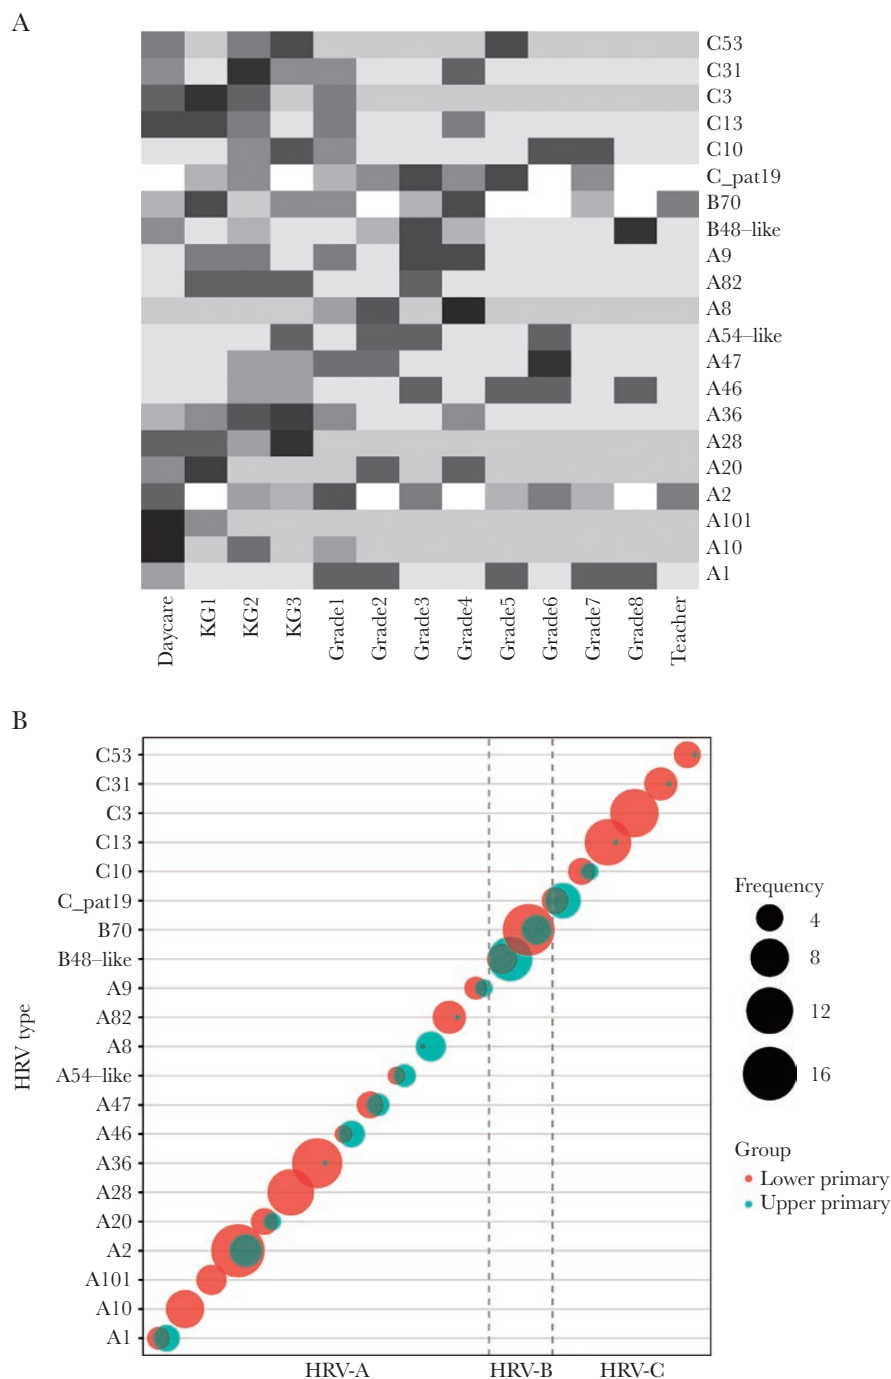 A
C53
C31
C3
C13
C10
C_pat19
B70
B48–like
A9
A82
A8
A54–like
A47
A46
A36
A28
A20
A2
A101
A10
A1
Daycare KG1 KG2 KG3 Grade1 Grade2 Grade3 Grade4 Grade5 Grade6 Grade7 Grade8 Teacher
B
HRV type
C53
C31
C3
C13
C10
C_pat19
B70
B48–like
A9
A82
A8
A54–like
A47
A46
A36
A28
A20
A2
A101
A10
A1
HRV-A HRV-B HRV-C
Frequency
4
8
12
16
Group
Lower primary
Upper primary